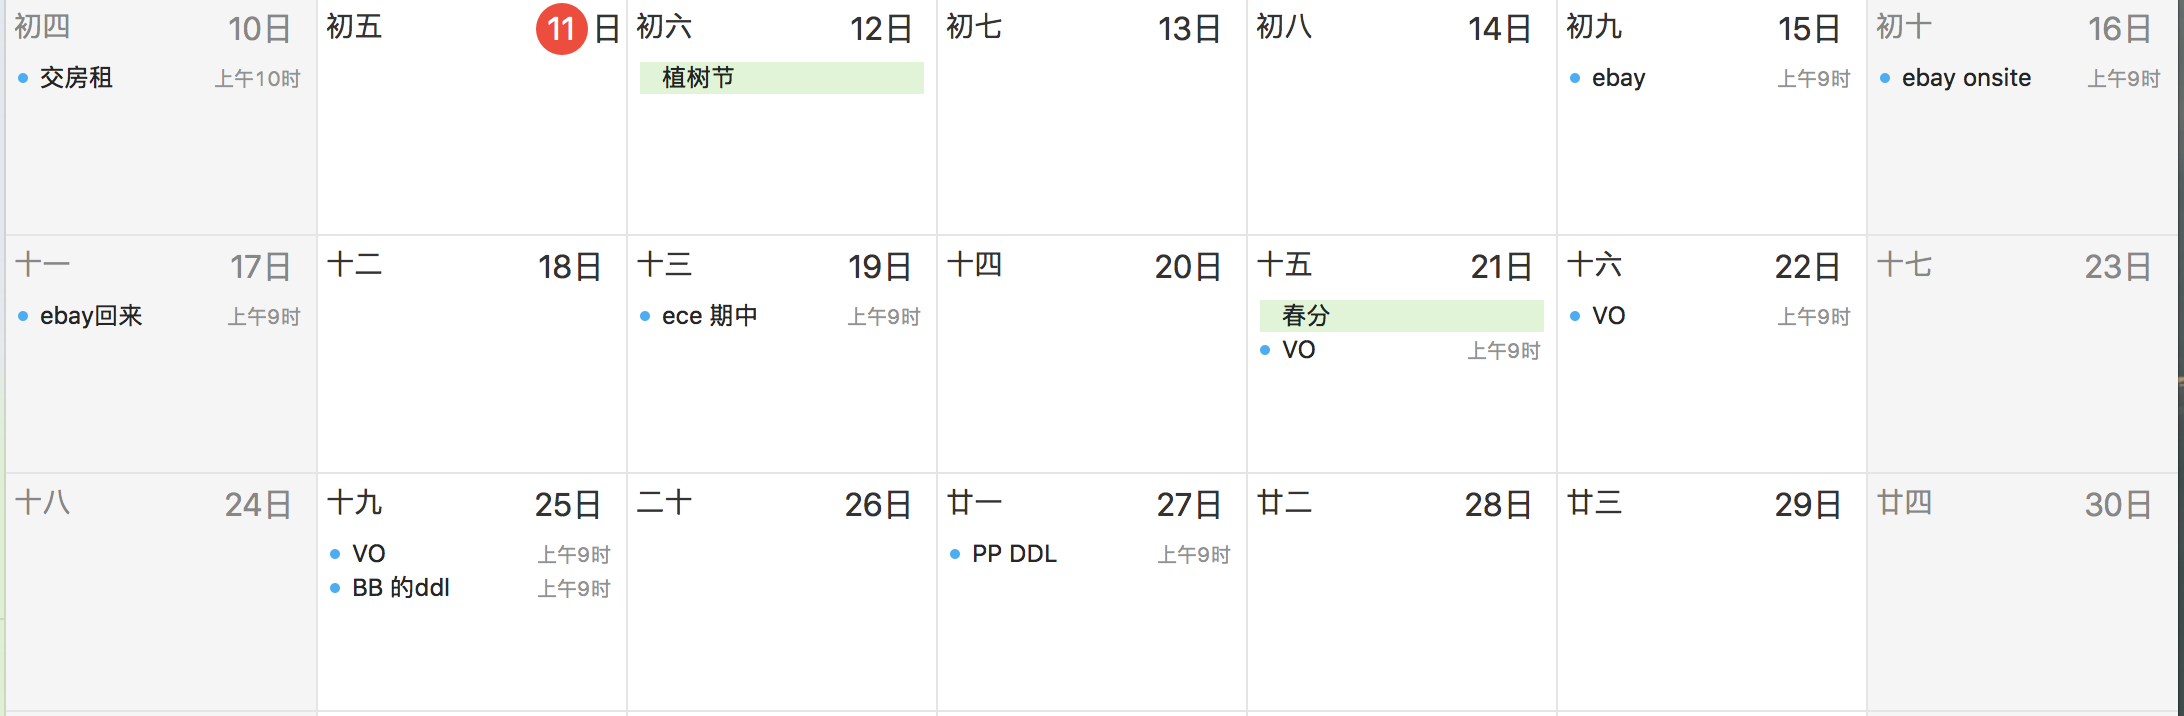 初四 10日 初五 11日 初六 12日 初七 13日 初八 14日 初九 15日 初十 16日
交房租 上午10时 植树节 ebay 上午9时 ebay onsite 上午9时
十一 17日 十二 18日 十三 19日 十四 20日 十五 21日 十六 22日 十七 23日
ebay回来 上午9时 ece 期中 上午9时 春分 VO 上午9时
VO 上午9时
十八 24日 十九 25日 二十 26日 廿一 27日 廿二 28日 廿三 29日 廿四 30日
VO 上午9时 PP DDL 上午9时
BB 的ddl 上午9时